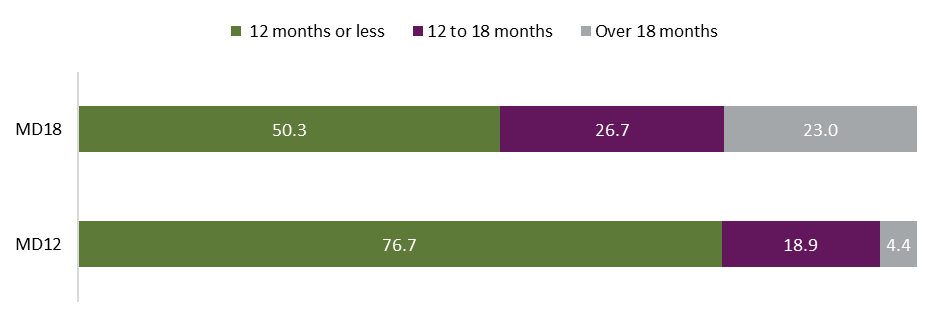 12 months or less 12 to 18 months Over 18 months
MD18 50.3 26.7 23.0
MD12 76.7 18.9 4.4